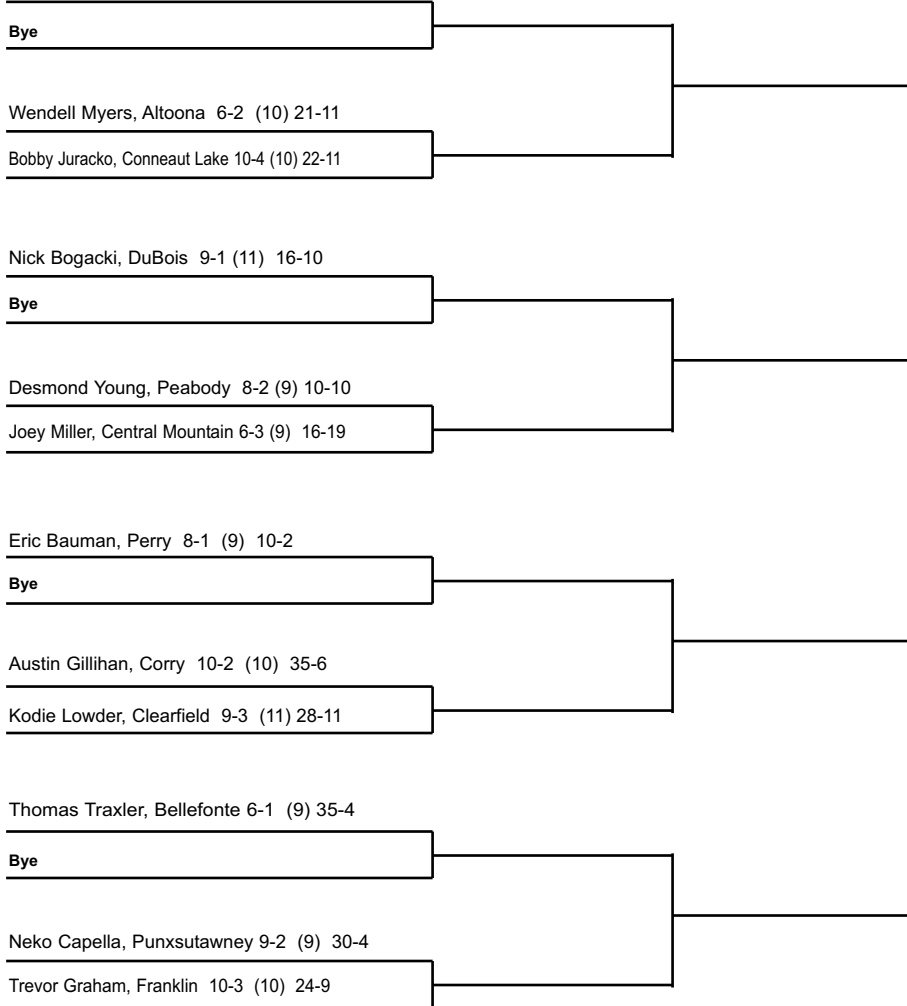 Bye
Wendell Myers, Altoona 6-2 (10) 21-11
Bobby Juracko, Conneaut Lake 10-4 (10) 22-11
Nick Bogacki, DuBois 9-1 (11) 16-10
Bye
Desmond Young, Peabody 8-2 (9) 10-10
Joey Miller, Central Mountain 6-3 (9) 16-19
Eric Bauman, Perry 8-1 (9) 10-2
Bye
Austin Gillihan, Corry 10-2 (10) 35-6
Kodie Lowder, Clearfield 9-3 (11) 28-11
Thomas Traxler, Bellefonte 6-1 (9) 35-4
Bye
Neko Capella, Punxsutawney 9-2 (9) 30-4
Trevor Graham, Franklin 10-3 (10) 24-9